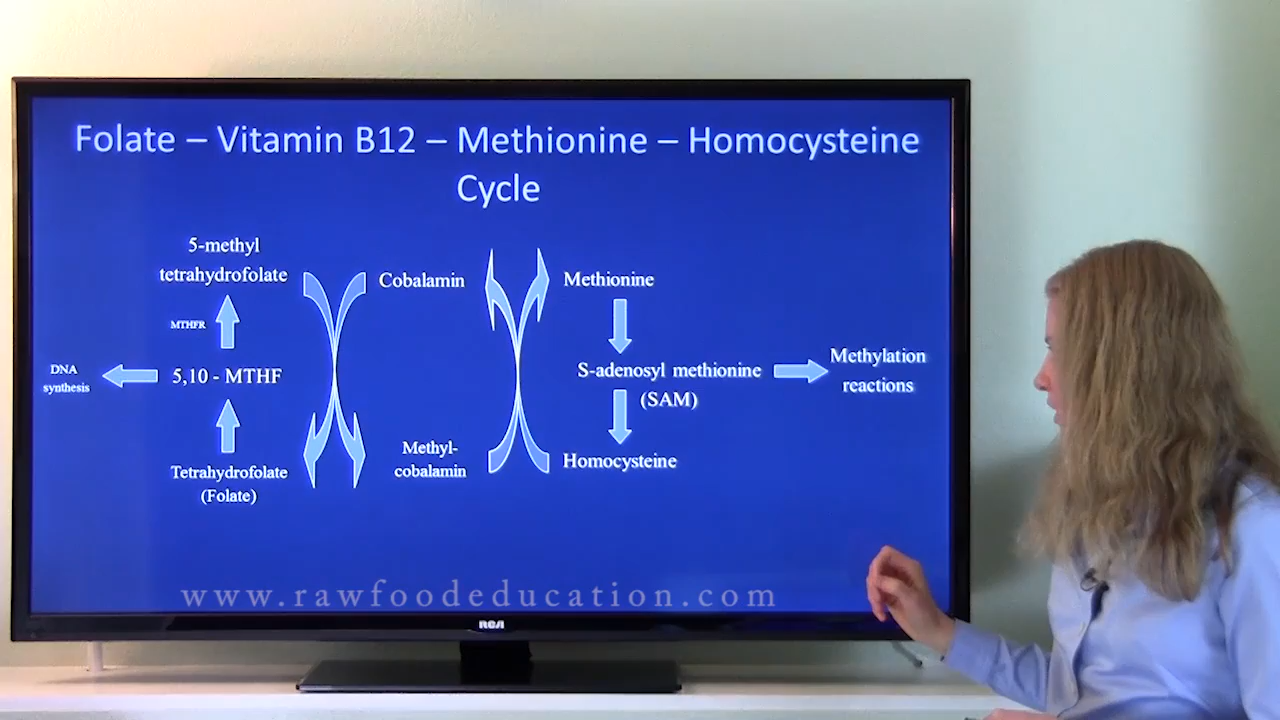 Folate – Vitamin B12 – Methionine – Homocysteine
Cycle
5-methyl
tetrahydrofolate
Cobalamin
Methionine
MTHFR
DNA
synthesis
5,10 - MTHF
S-adenosyl methionine
(SAM)
Methylation
reactions
Tetrahydrofolate
(Folate)
Methyl-
cobalamin
Homocysteine
www.rawfoodeducation.com
RCA